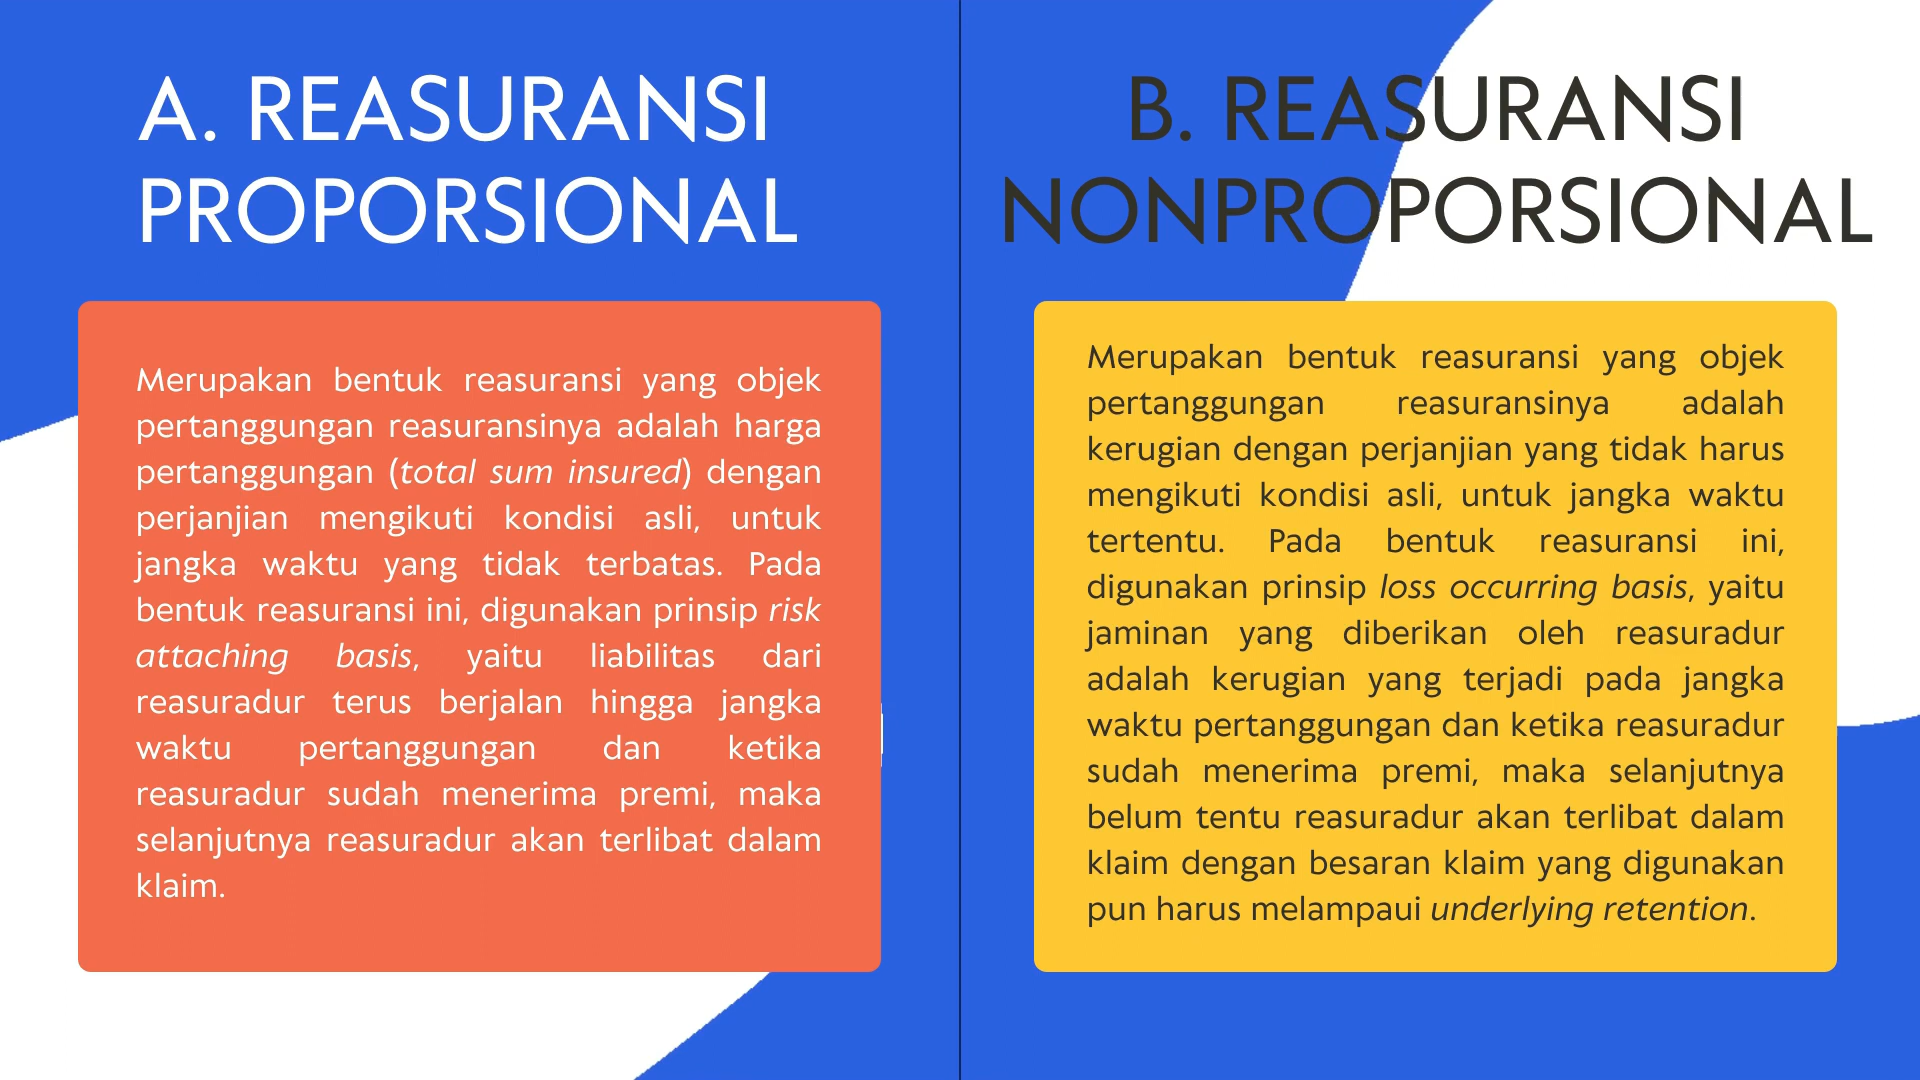 A. REASURANSI
PROPORSIONAL
Merupakan bentuk reasuransi yang objek
pertanggungan reasuransinya adalah harga
pertanggungan (total sum insured) dengan
perjanjian mengikuti kondisi asli, untuk
jangka waktu yang tidak terbatas. Pada
bentuk reasuransi ini, digunakan prinsip risk
attaching basis, yaitu liabilitas dari
reasuradur terus berjalan hingga jangka
waktu pertanggungan dan ketika
reasuradur sudah menerima premi, maka
selanjutnya reasuradur akan terlibat dalam
klaim.
B. REASURANSI
NONPROPORSIONAL
Merupakan bentuk reasuransi yang objek
pertanggungan reasuransinya adalah
kerugian dengan perjanjian yang tidak harus
mengikuti kondisi asli, untuk jangka waktu
tertentu. Pada bentuk reasuransi ini,
digunakan prinsip loss occurring basis, yaitu
jaminan yang diberikan oleh reasuradur
adalah kerugian yang terjadi pada jangka
waktu pertanggungan dan ketika reasuradur
sudah menerima premi, maka selanjutnya
belum tentu reasuradur akan terlibat dalam
klaim dengan besaran klaim yang digunakan
pun harus melampaui underlying retention.